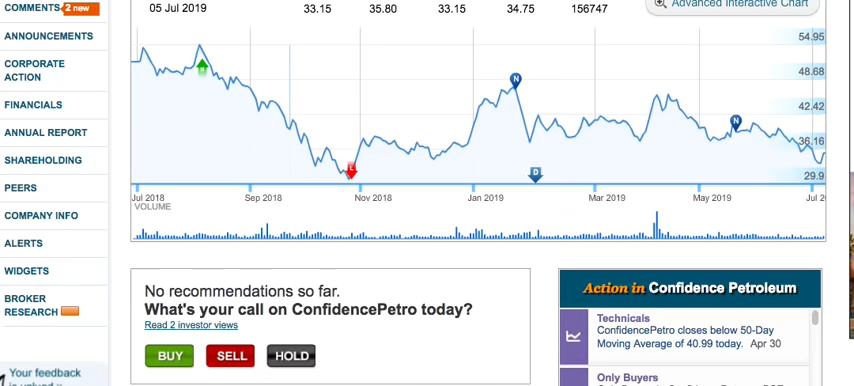 COMMENTS 2 new
ANNOUNCEMENTS
CORPORATE
ACTION
FINANCIALS
ANNUAL REPORT
SHAREHOLDING
PEERS
COMPANY INFO
ALERTS
WIDGETS
BROKER
RESEARCH
Your feedback
05 Jul 2019 33.15 35.80 33.15 34.75 156747
Advanced Interactive Chart
54.95
48.68
42.42
36.16
29.9
H
L
N
D
N
Jul 2018 Sep 2018 Nov 2018 Jan 2019 Mar 2019 May 2019 Jul 2
VOLUME
No recommendations so far.
What's your call on ConfidencePetro today?
Read 2 investor views
BUY SELL HOLD
Action in Confidence Petroleum
Technicals
ConfidencePetro closes below 50-Day
Moving Average of 40.99 today. Apr 30
Only Buyers